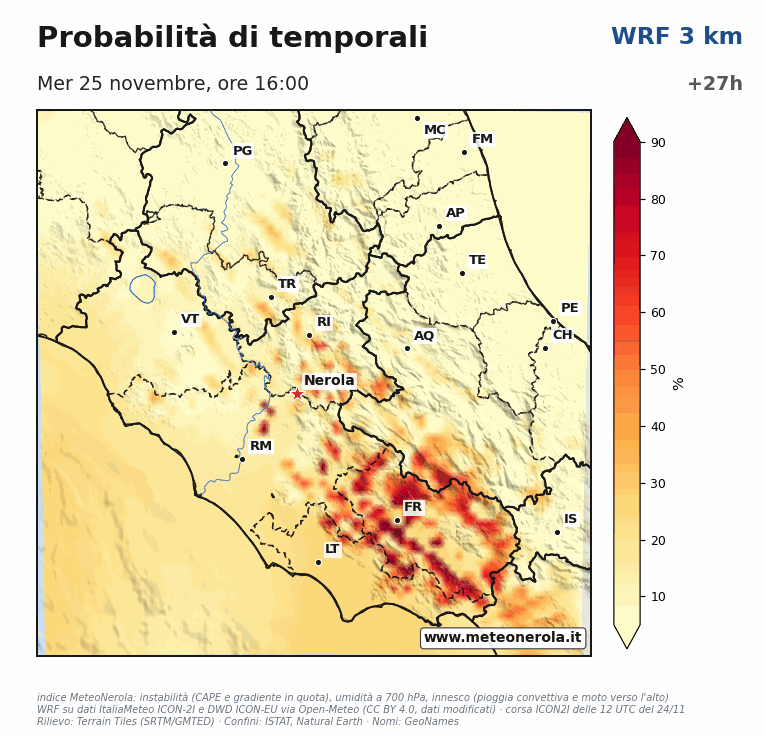 Probabilità di temporali
WRF 3 km
Mer 25 novembre, ore 16:00
+27h
MC
FM
PG
AP
TE
TR
PE
VT
RI
AQ
CH
Nerola
RM
FR
IS
LT
www.meteonerola.it
90
80
70
60
50
40
30
20
10
%
indice MeteoNerola: instabilità (CAPE e gradiente in quota), umidità a 700 hPa, innesco (pioggia convettiva e moto verso l'alto)
WRF su dati ItaliaMeteo ICON-2I e DWD ICON-EU via Open-Meteo (CC BY 4.0, dati modificati) · corsa ICON2I delle 12 UTC del 24/11
Rilievo: Terrain Tiles (SRTM/GMTED) · Confini: ISTAT, Natural Earth · Nomi: GeoNames